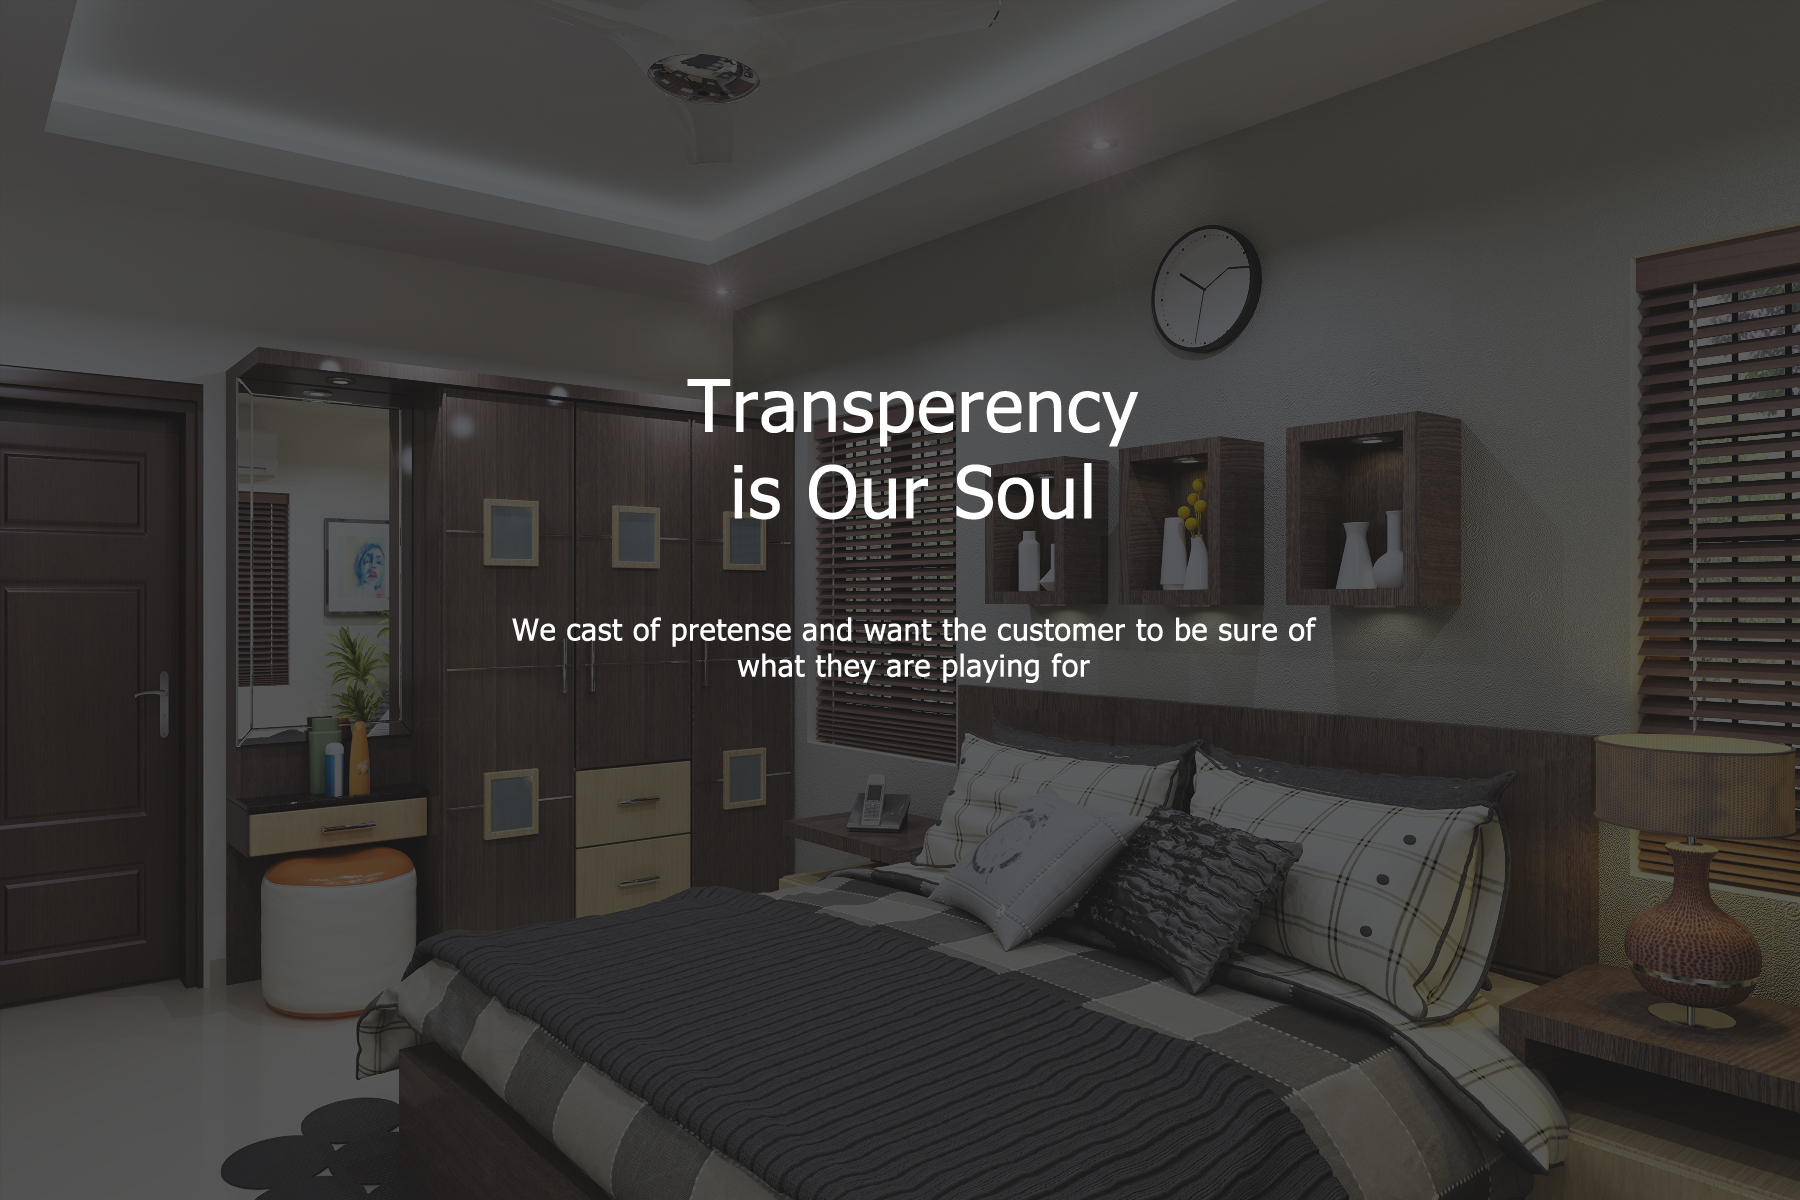 Transperency
is Our Soul
We cast of pretense and want the customer to be sure of
what they are playing for